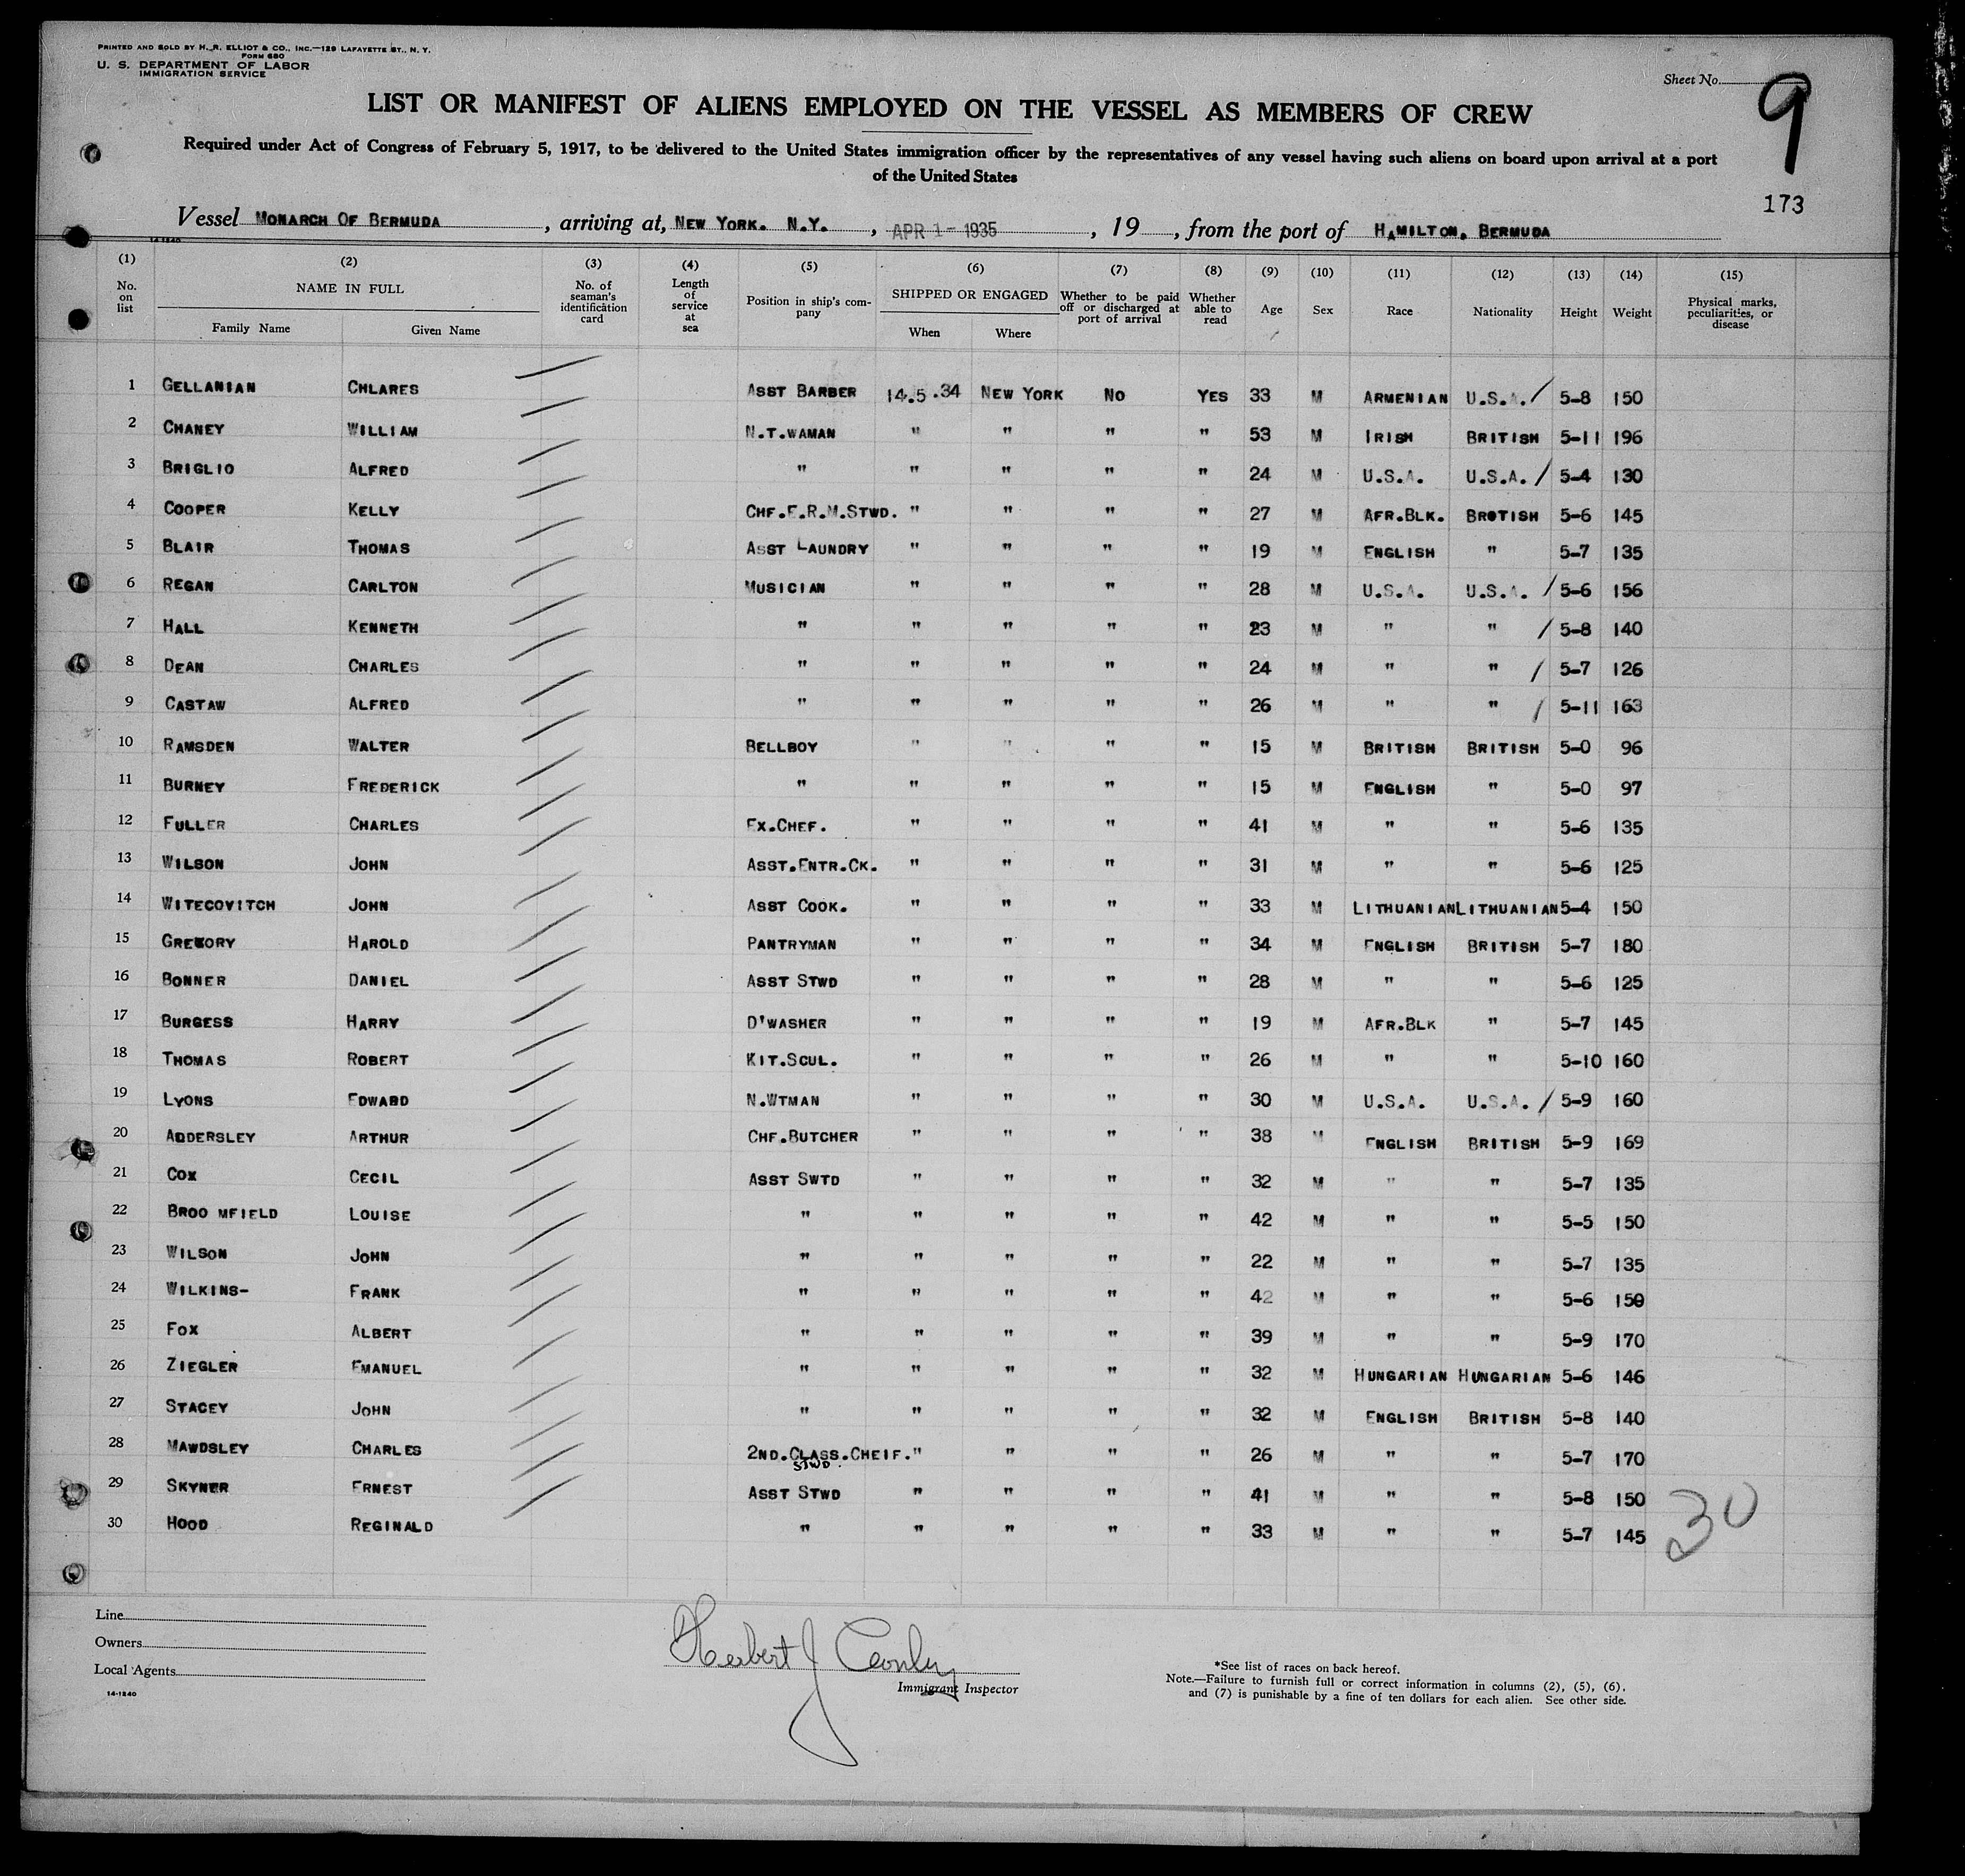 PRINTED AND SOLD BY H. R. ELLIOT & CO., INC.—129 LAFAYETTE ST., N. Y.
FORM 680
U. S. DEPARTMENT OF LABOR
IMMIGRATION SERVICE
Sheet No. 9
LIST OR MANIFEST OF ALIENS EMPLOYED ON THE VESSEL AS MEMBERS OF CREW
Required under Act of Congress of February 5, 1917, to be delivered to the United States immigration officer by the representatives of any vessel having such aliens on board upon arrival at a port
of the United States
173
Vessel MONARCH OF BERMUDA, arriving at, NEW YORK. N.Y., APR 1- 1935, 19, from the port of HAMILTON, BERMUDA
14-1240
(1) (2) (3) (4) (5) (6) (7) (8) (9) (10) (11) (12) (13) (14) (15)
No. on list NAME IN FULL Family Name Given Name No. of seaman's identification card Length of service at sea Position in ship's company SHIPPED OR ENGAGED When Where Whether to be paid off or discharged at port of arrival Whether able to read Age Sex Race Nationality Height Weight Physical marks, peculiarities, or disease
1 GELLANIAN CHLARES ASST BARBER 14.5.34 NEW YORK NO YES 33 M ARMENIAN U.S.A. / 5-8 150
2 CHANEY WILLIAM N.T.WAMAN " " " " 53 M IRISH BRITISH 5-11 196
3 BRIGLIO ALFRED " " " " " 24 M U.S.A. U.S.A. / 5-4 130
4 COOPER KELLY CHF.E.R.M.STWD. " " " " 27 M AFR.BLK. BROTISH 5-6 145
5 BLAIR THOMAS ASST LAUNDRY " " " " 19 M ENGLISH " 5-7 135
6 REGAN CARLTON MUSICIAN " " " " 28 M U.S.A. U.S.A. / 5-6 156
7 HALL KENNETH " " " " " 23 M " " / 5-8 140
8 DEAN CHARLES " " " " " 24 M " " / 5-7 126
9 CASTAW ALFRED " " " " " 26 M " " / 5-11 163
10 RAMSDEN WALTER BELLBOY " " " " 15 M BRITISH BRITISH 5-0 96
11 BURNEY FREDERICK " " " " " 15 M ENGLISH " 5-0 97
12 FULLER CHARLES EX.CHEF. " " " " 41 M " " 5-6 135
13 WILSON JOHN ASST.ENTR.CK. " " " " 31 M " " 5-6 125
14 WITECOVITCH JOHN ASST COOK. " " " " 33 M LITHUANIAN LITHUANIAN 5-4 150
15 GREGORY HAROLD PANTRYMAN " " " " 34 M ENGLISH BRITISH 5-7 180
16 BONNER DANIEL ASST STWD " " " " 28 M " " 5-6 125
17 BURGESS HARRY D'WASHER " " " " 19 M AFR.BLK " 5-7 145
18 THOMAS ROBERT KIT.SCUL. " " " " 26 M " " 5-10 160
19 LYONS EDWARD N.WTMAN " " " " 30 M U.S.A. U.S.A. / 5-9 160
20 ADDERSLEY ARTHUR CHF.BUTCHER " " " " 38 M ENGLISH BRITISH 5-9 169
21 COX CECIL ASST SWTD " " " " 32 M " " 5-7 135
22 BROO MFIELD LOUISE " " " " " 42 M " " 5-5 150
23 WILSON JOHN " " " " " 22 M " " 5-7 135
24 WILKINS- FRANK " " " " " 42 M " " 5-6 150
25 FOX ALBERT " " " " " 39 M " " 5-9 170
26 ZIEGLER EMANUEL " " " " " 32 M HUNGARIAN HUNGARIAN 5-6 146
27 STACEY JOHN " " " " " 32 M ENGLISH BRITISH 5-8 140
28 MAWDSLEY CHARLES 2ND.CLASS.CHEIF. STWD. " " " " 26 M " " 5-7 170
29 SKYNER ERNEST ASST STWD " " " " 41 M " " 5-8 150
30 HOOD REGINALD " " " " " 33 M " " 5-7 145
30
Line
Owners
Local Agents
14-1240
Herbert J
Immigrant Inspector
*See list of races on back hereof.
Note.—Failure to furnish full or correct information in columns (2), (5), (6), and (7) is punishable by a fine of ten dollars for each alien. See other side.